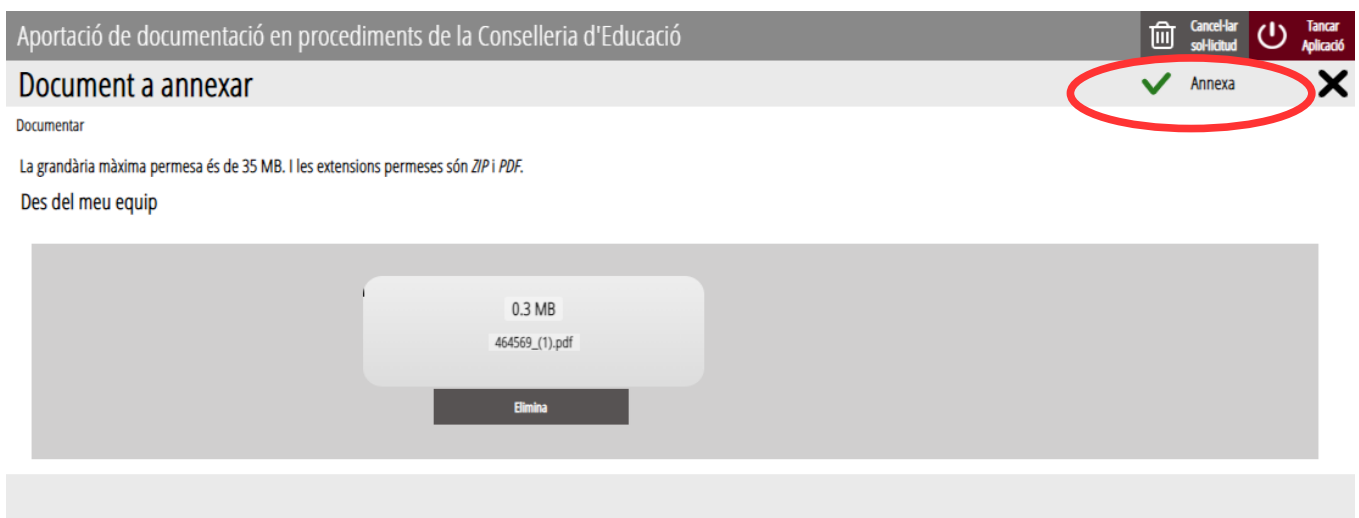 Aportació de documentació en procediments de la Conselleria d'Educació
Cancel·lar
sol·licitud
Tancar
Aplicació
Document a annexar
Annexa
Documentar
La grandària màxima permesa és de 35 MB. I les extensions permeses són ZIP i PDF.
Des del meu equip
0.3 MB
464569_(1).pdf
Elimina